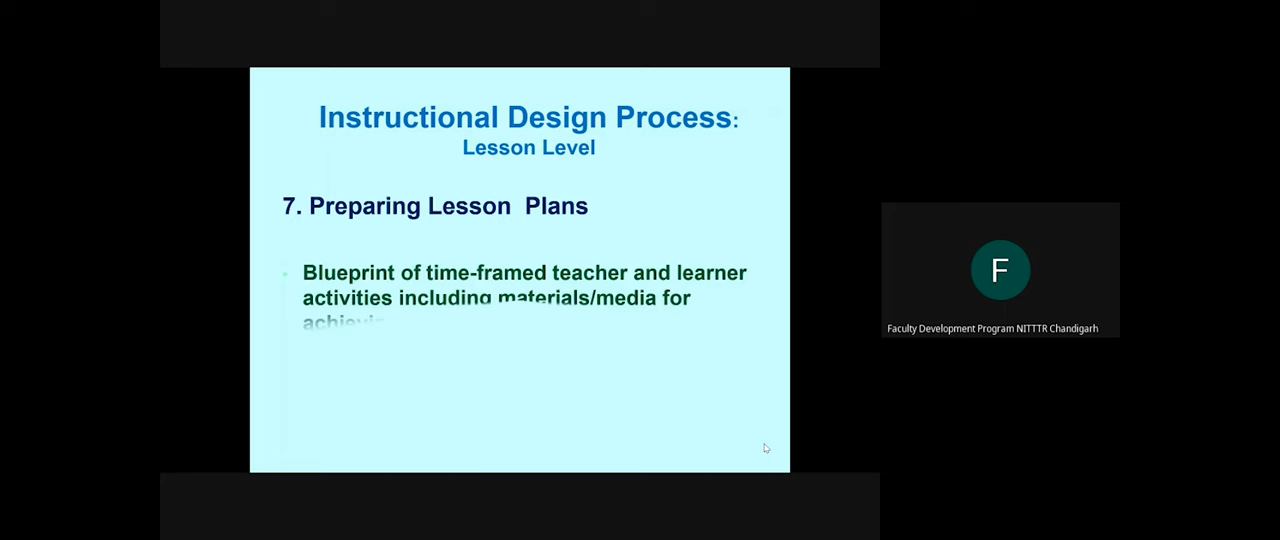 Instructional Design Process:
Lesson Level
7. Preparing Lesson Plans
Blueprint of time-framed teacher and learner
activities including materials/media for
F
Faculty Development Program NITTTR Chandigarh